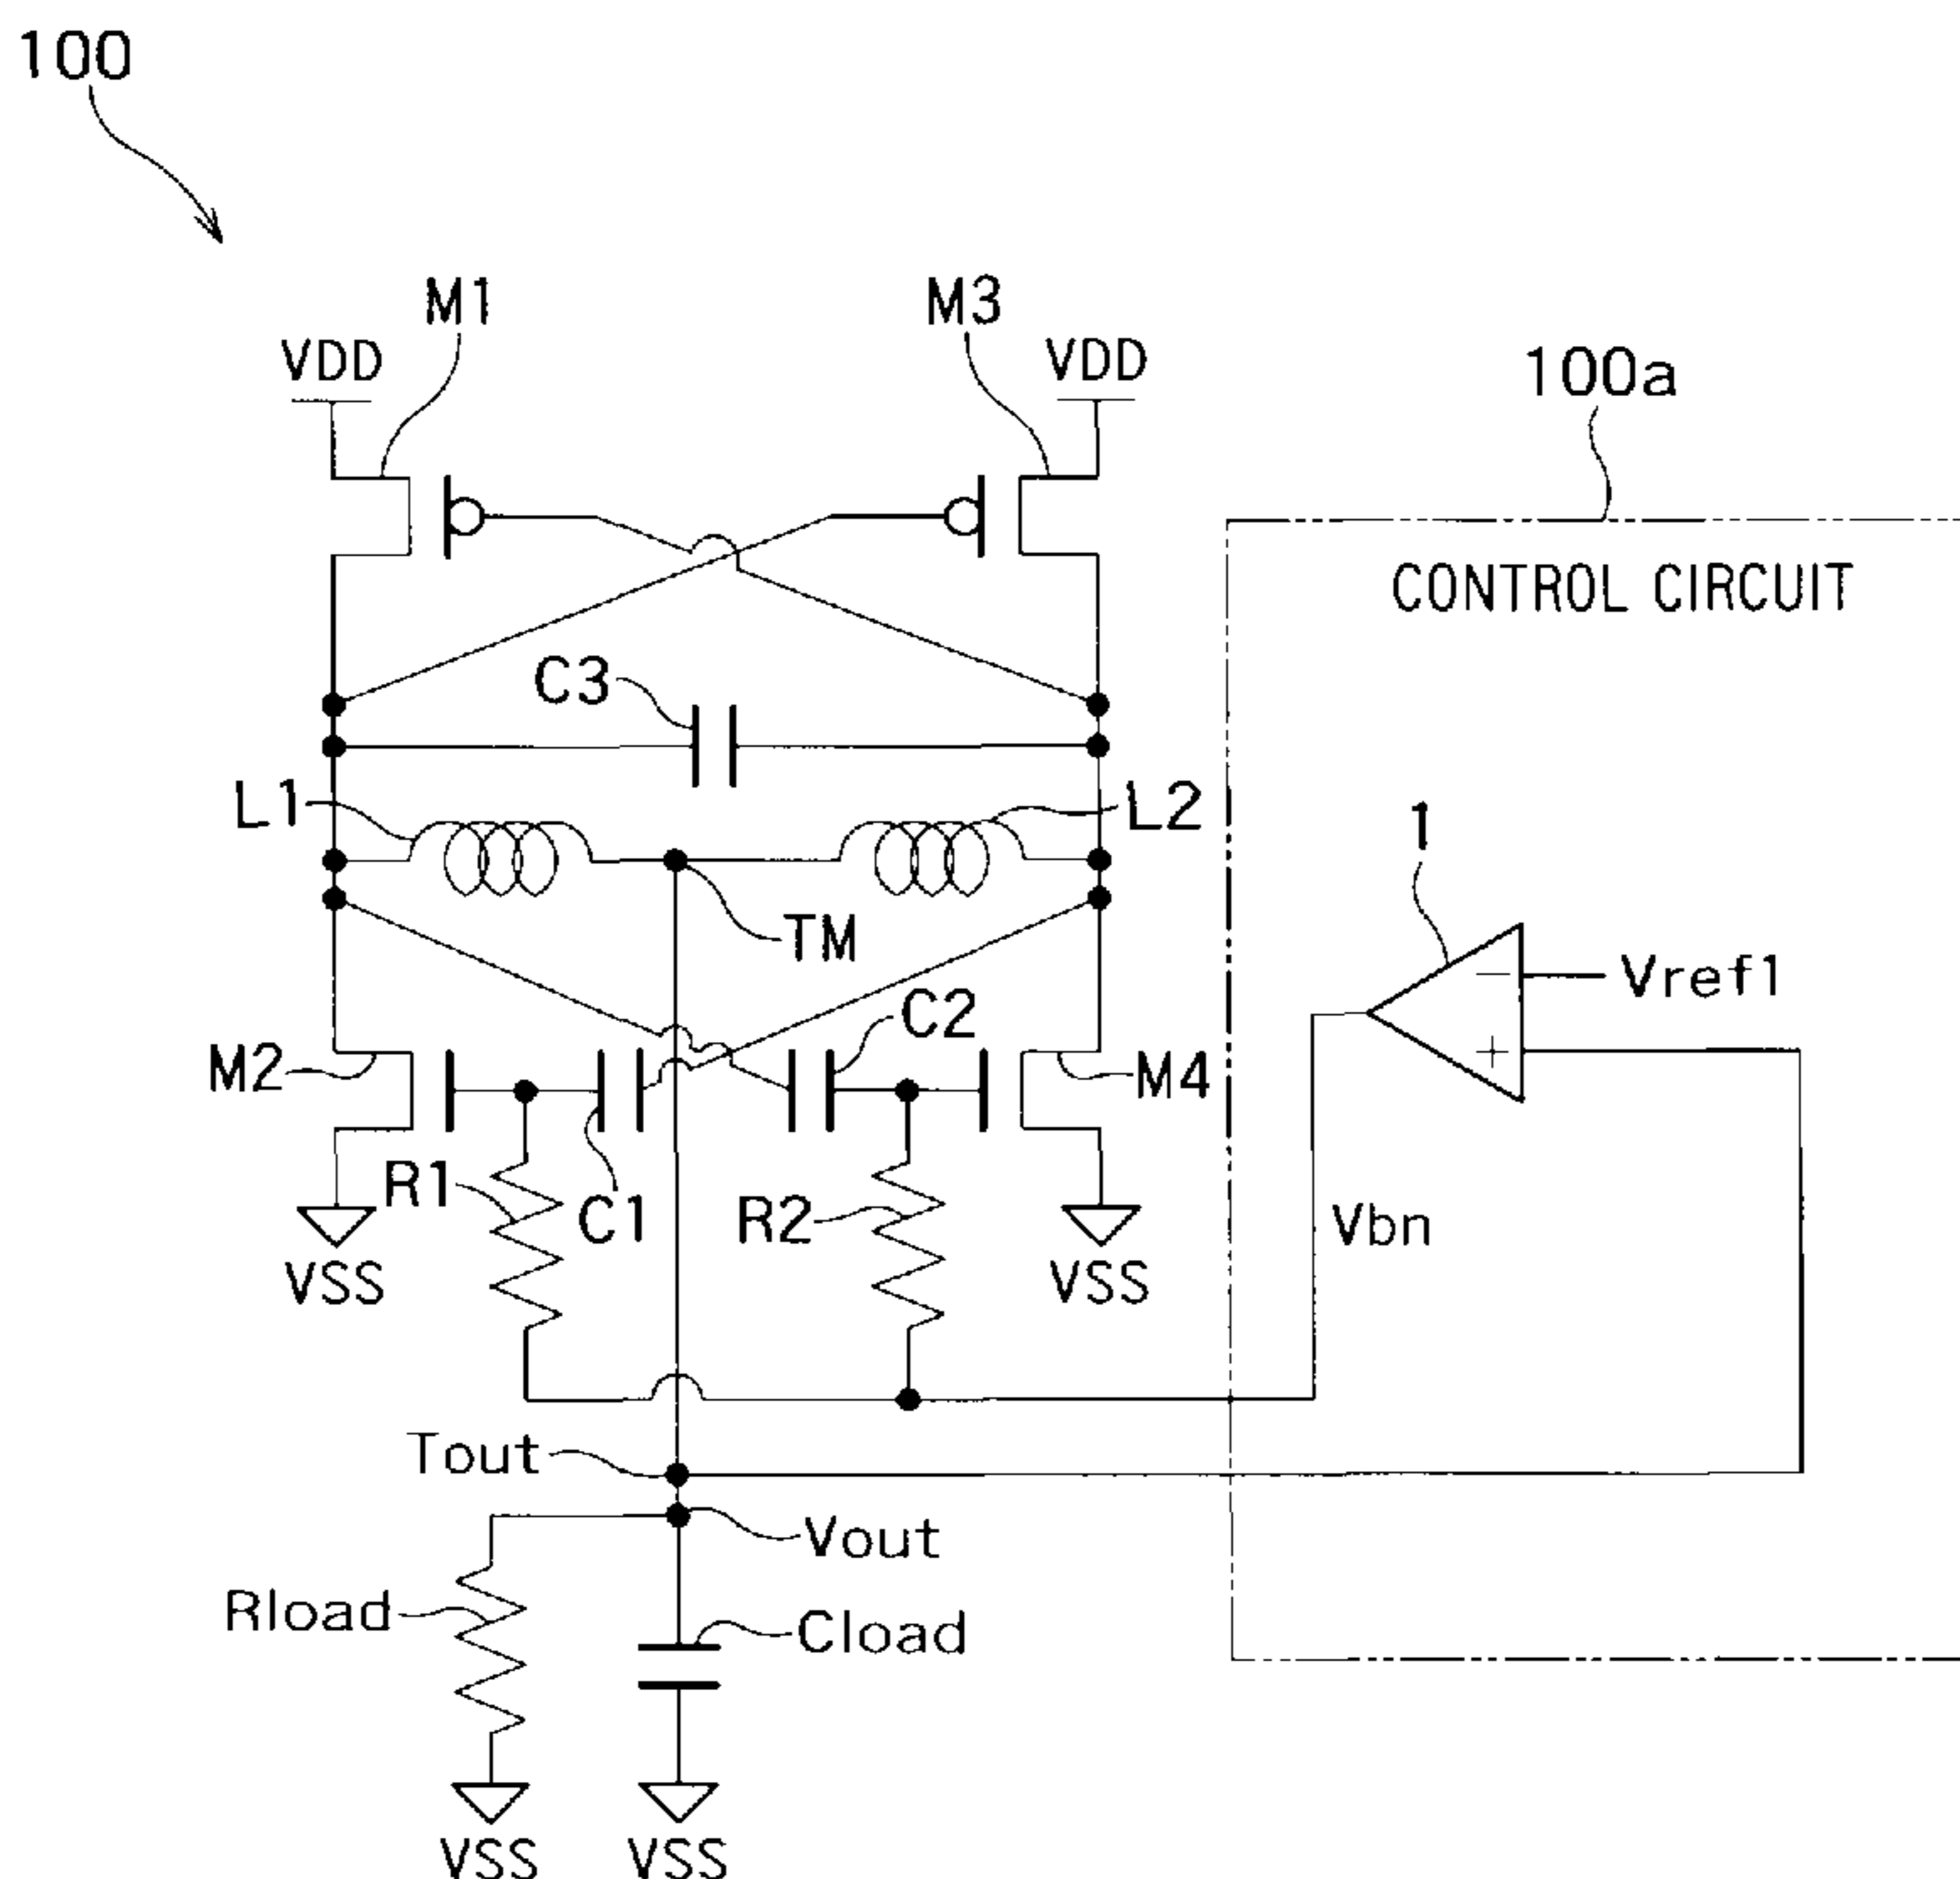 100
M1
M3
VDD
VDD
100a
CONTROL CIRCUIT
C3
L1
L2
1
TM
Vref1
−
C2
+
M2
M4
R1
C1
R2
Vbn
VSS
VSS
Tout
Vout
Rload
Cload
VSS
VSS